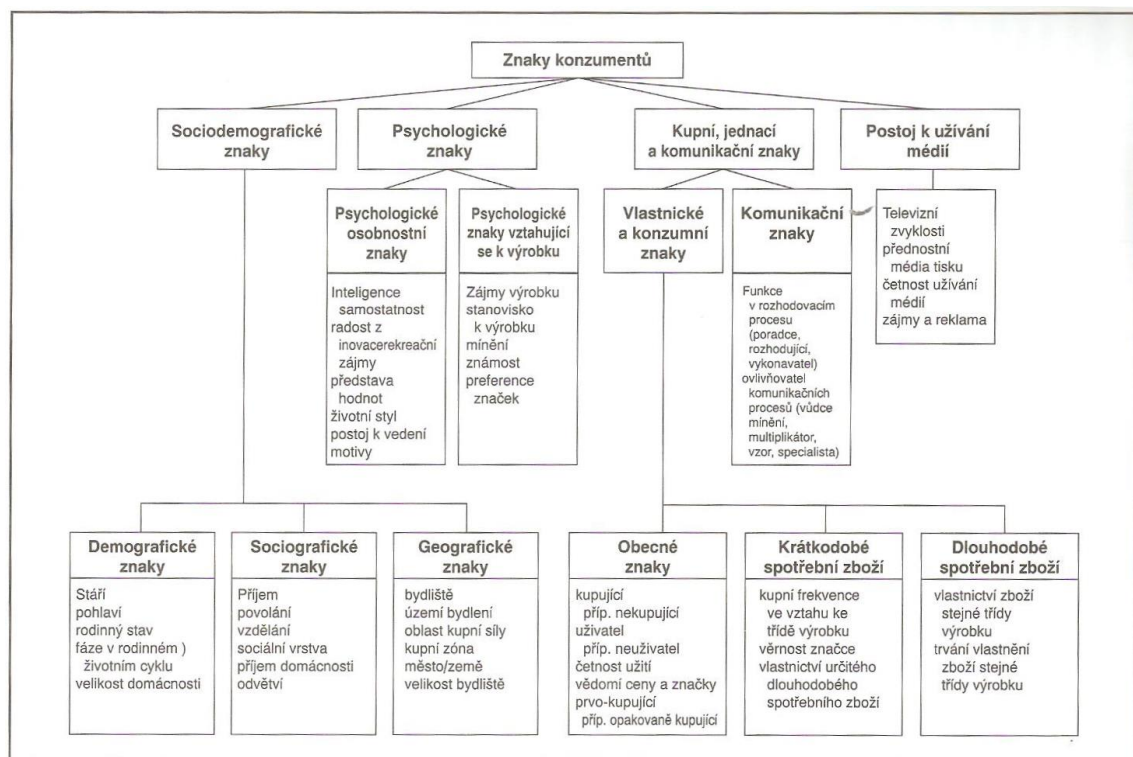 Znaky konzumentů
Sociodemografické
znaky
Psychologické
znaky
Kupní, jednací
a komunikační znaky
Postoj k užívání
médií
Psychologické
osobnostní
znaky
Inteligence
samostatnost
radost z
inovacerekreační
zájmy
představa
hodnot
životní styl
postoj k vedení
motivy
Psychologické
znaky vztahující
se k výrobku
Zájmy výrobku
stanovisko
k výrobku
mínění
známost
preference
značek
Vlastnické
a konzumní
znaky
Komunikační
znaky
Funkce
v rozhodovacím
procesu
(poradce,
rozhodující,
vykonavatel)
ovlivňovatel
komunikačních
procesů (vůdce
mínění,
multiplikátor,
vzor, specialista)
Televizní
zvyklosti
přednostní
média tisku
četnost užívání
médií
zájmy a reklama
Demografické
znaky
Stáří
pohlaví
rodinný stav
fáze v rodinném )
životním cyklu
velikost domácnosti
Sociografické
znaky
Příjem
povolání
vzdělání
sociální vrstva
příjem domácnosti
odvětví
Geografické
znaky
bydliště
území bydlení
oblast kupní síly
kupní zóna
město/země
velikost bydliště
Obecné
znaky
kupující
příp. nekupující
uživatel
příp. neuživatel
četnost užití
vědomí ceny a značky
prvo-kupující
příp. opakovaně kupující
Krátkodobé
spotřební zboží
kupní frekvence
ve vztahu ke
třídě výrobku
věrnost značce
vlastnictví určitého
dlouhodobého
spotřebního zboží
Dlouhodobé
spotřební zboží
vlastnictví zboží
stejné třídy
výrobku
trvání vlastnění
zboží stejné
třídy výrobku